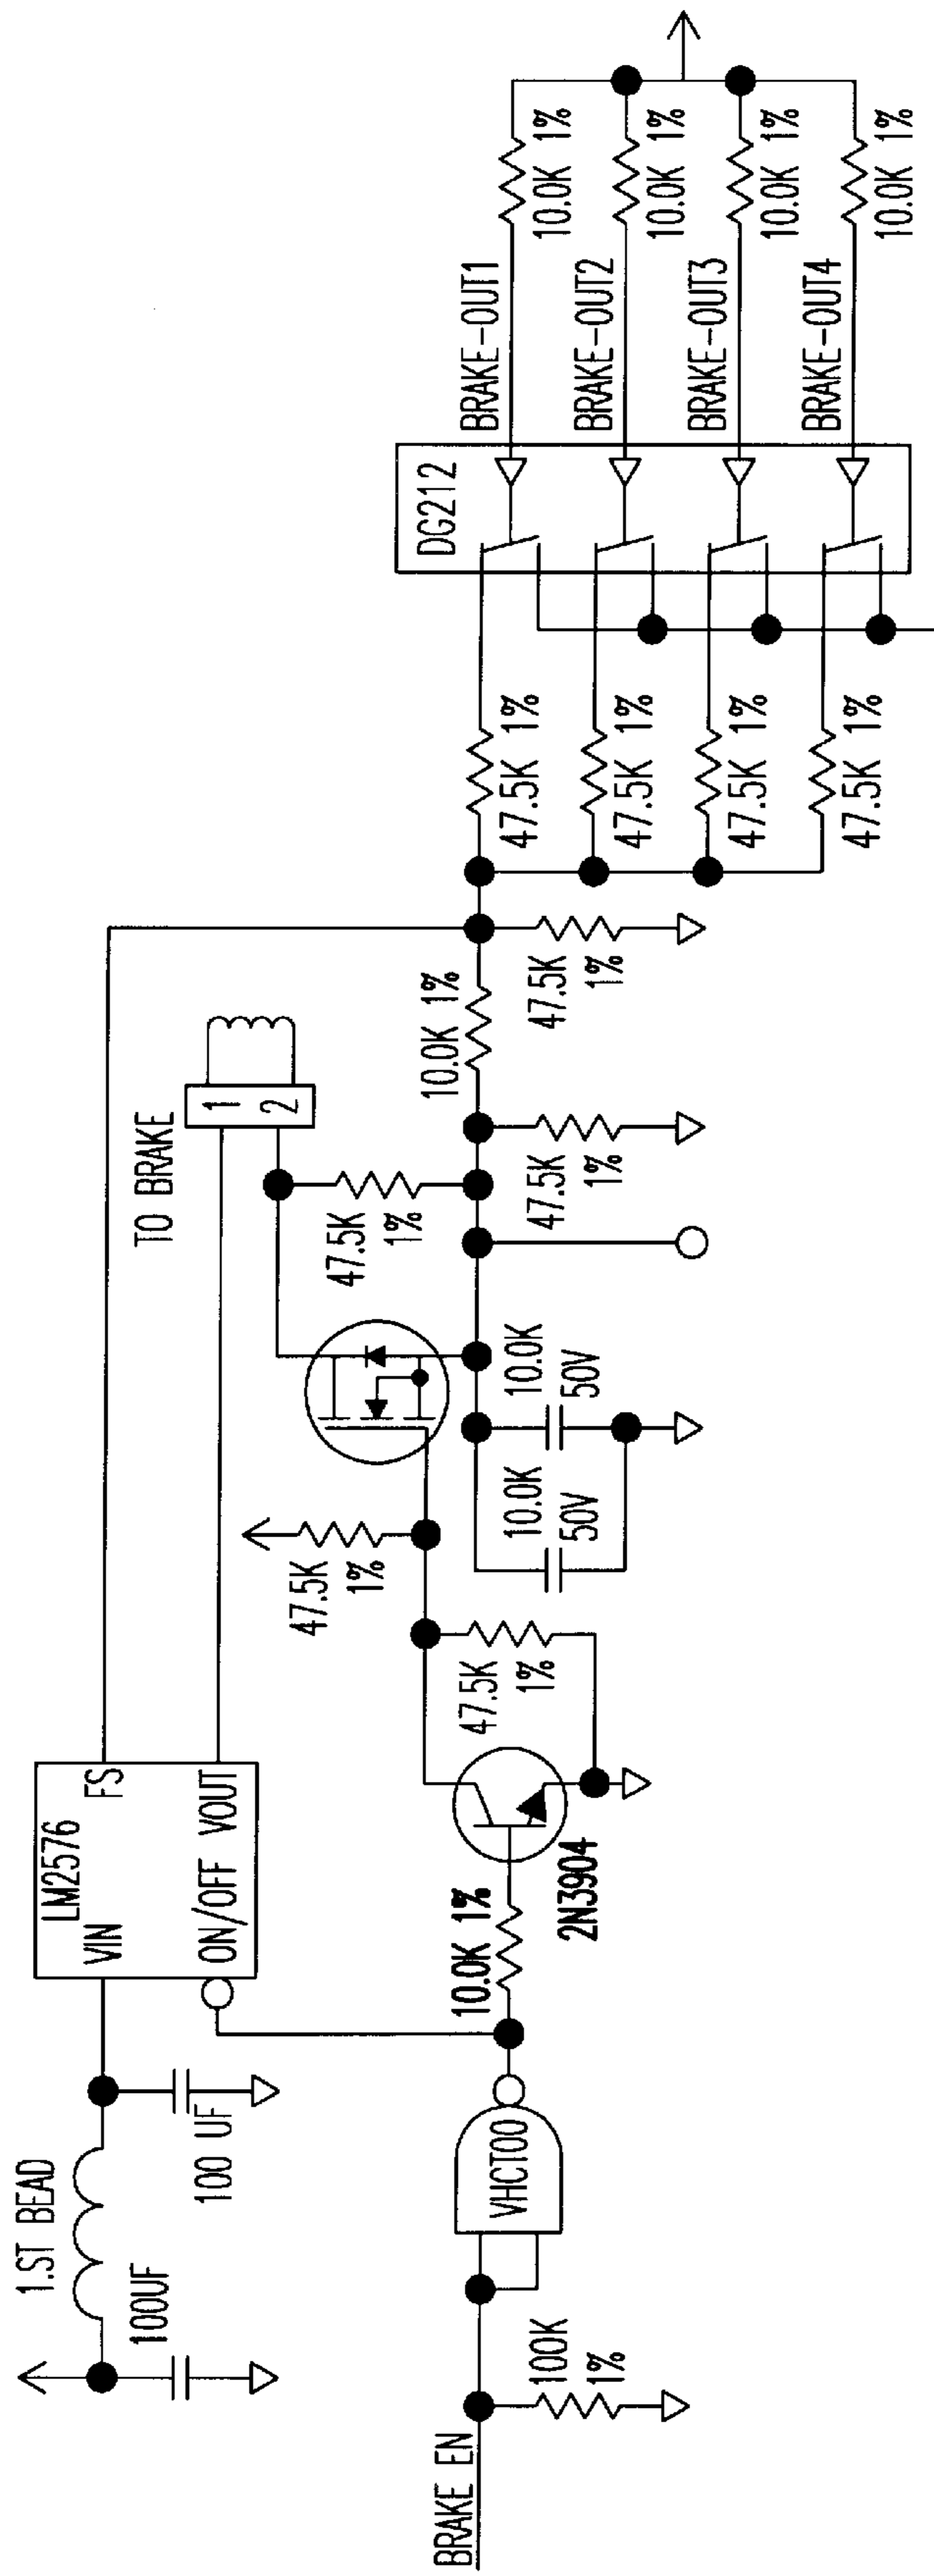 1.ST BEAD
100UF
100 UF
LM2576
VIN
FS
ON/OFF VOUT
TO BRAKE
1
2
BRAKE EN
100K
1%
VHCT00
10.0K 1%
2N3904
47.5K
1%
47.5K
1%
10.0K
50V
10.0K
50V
47.5K
1%
47.5K
1%
10.0K 1%
47.5K
1%
47.5K 1%
47.5K 1%
47.5K 1%
47.5K 1%
DG212
BRAKE-OUT1
BRAKE-OUT2
BRAKE-OUT3
BRAKE-OUT4
10.0K 1%
10.0K 1%
10.0K 1%
10.0K 1%